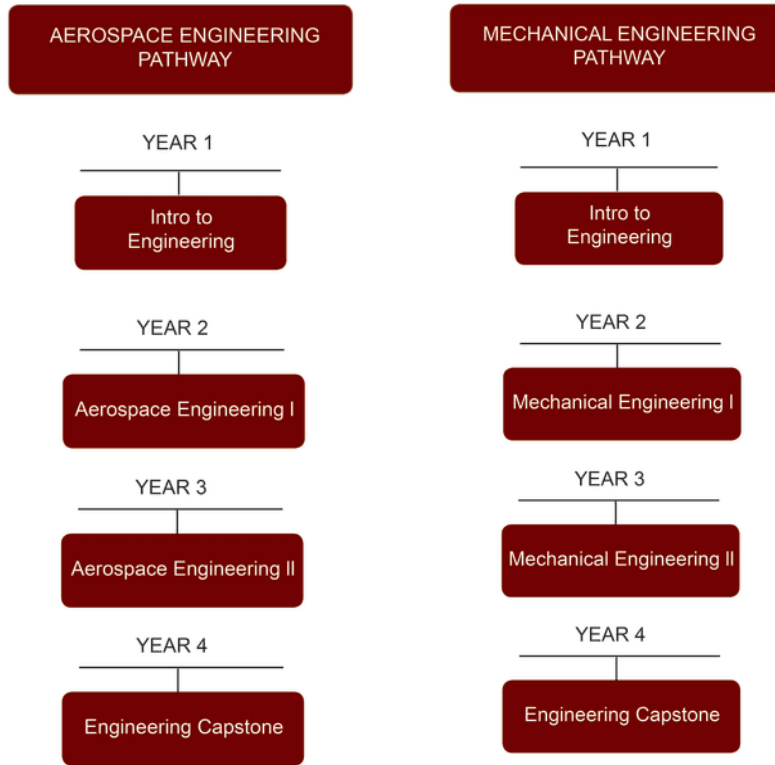 AEROSPACE ENGINEERING
PATHWAY
YEAR 1
Intro to
Engineering
YEAR 2
Aerospace Engineering I
YEAR 3
Aerospace Engineering II
YEAR 4
Engineering Capstone
MECHANICAL ENGINEERING
PATHWAY
YEAR 1
Intro to
Engineering
YEAR 2
Mechanical Engineering I
YEAR 3
Mechanical Engineering II
YEAR 4
Engineering Capstone